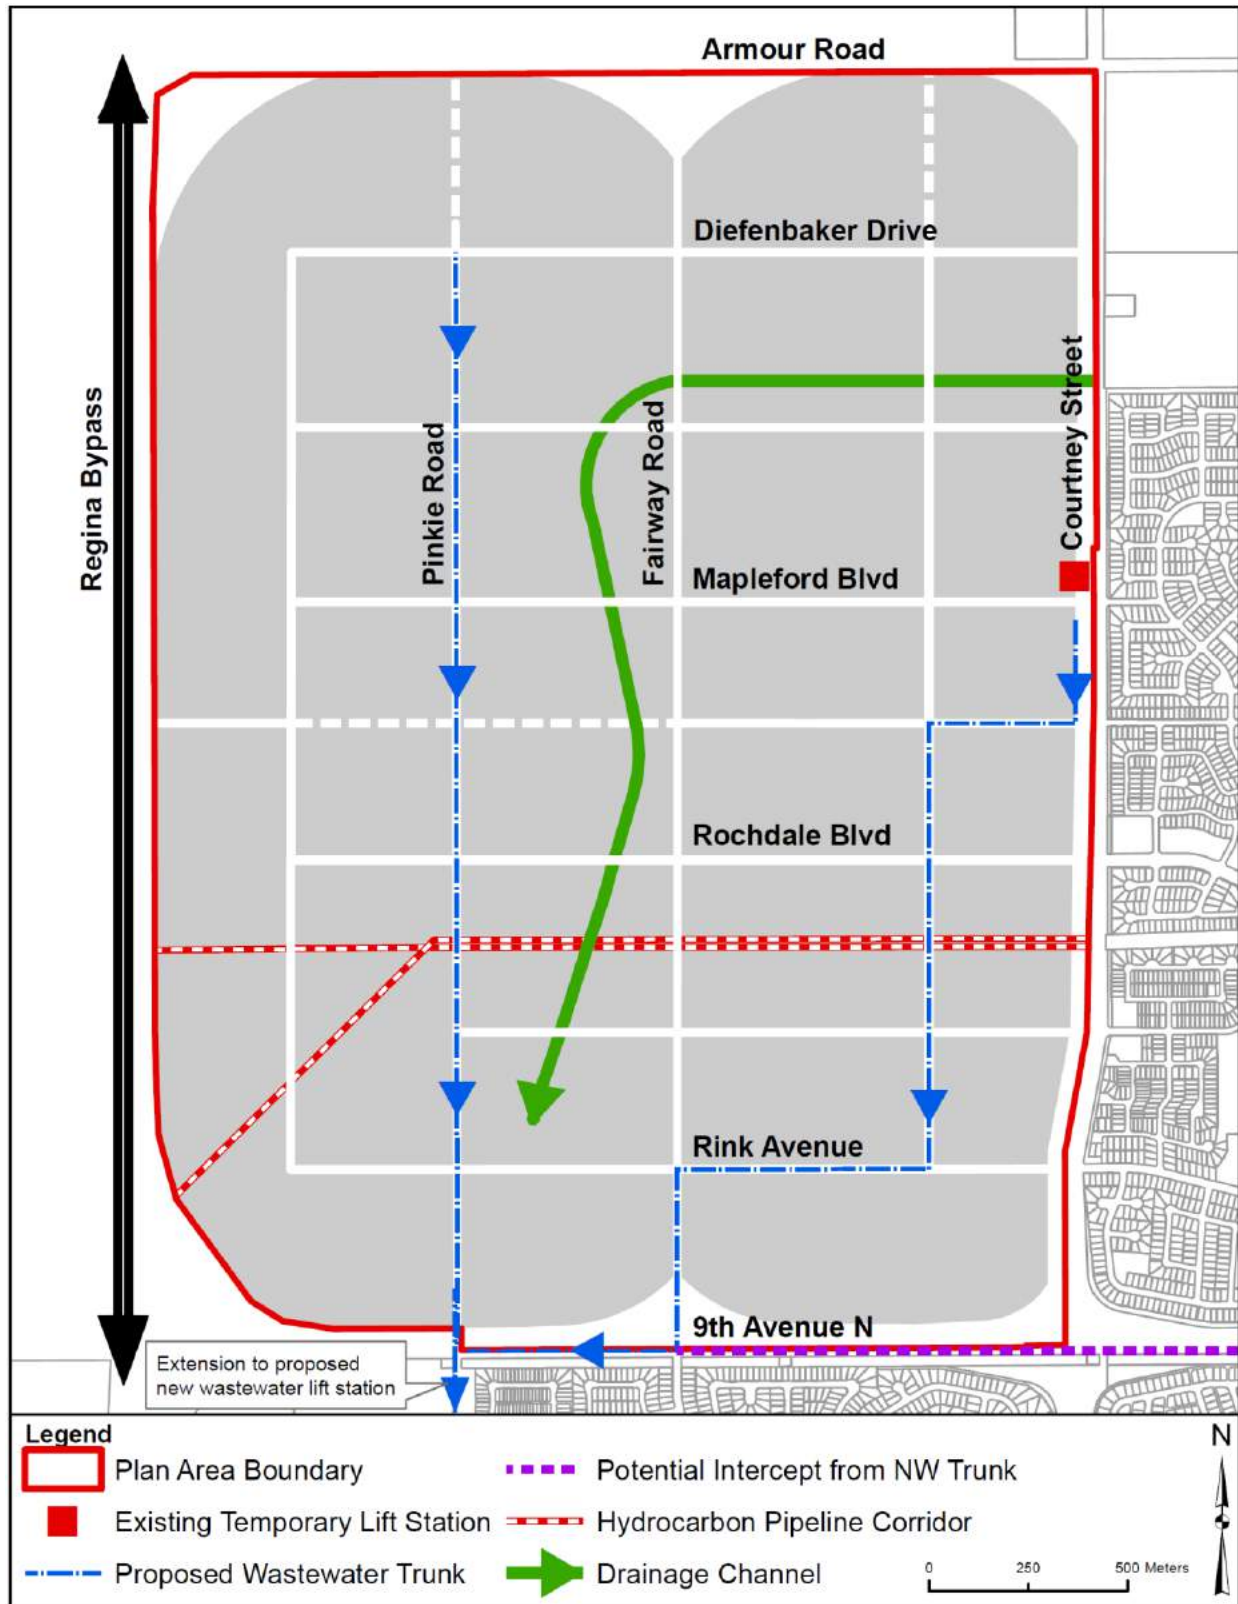 Armour Road
Diefenbaker Drive
Regina Bypass
Pinkie Road
Fairway Road
Courtney Street
Mapleford Blvd
Rochdale Blvd
Rink Avenue
9th Avenue N
Extension to proposed
new wastewater lift station
Legend
Plan Area Boundary
Existing Temporary Lift Station
Proposed Wastewater Trunk
Potential Intercept from NW Trunk
Hydrocarbon Pipeline Corridor
Drainage Channel
N
0 250 500 Meters